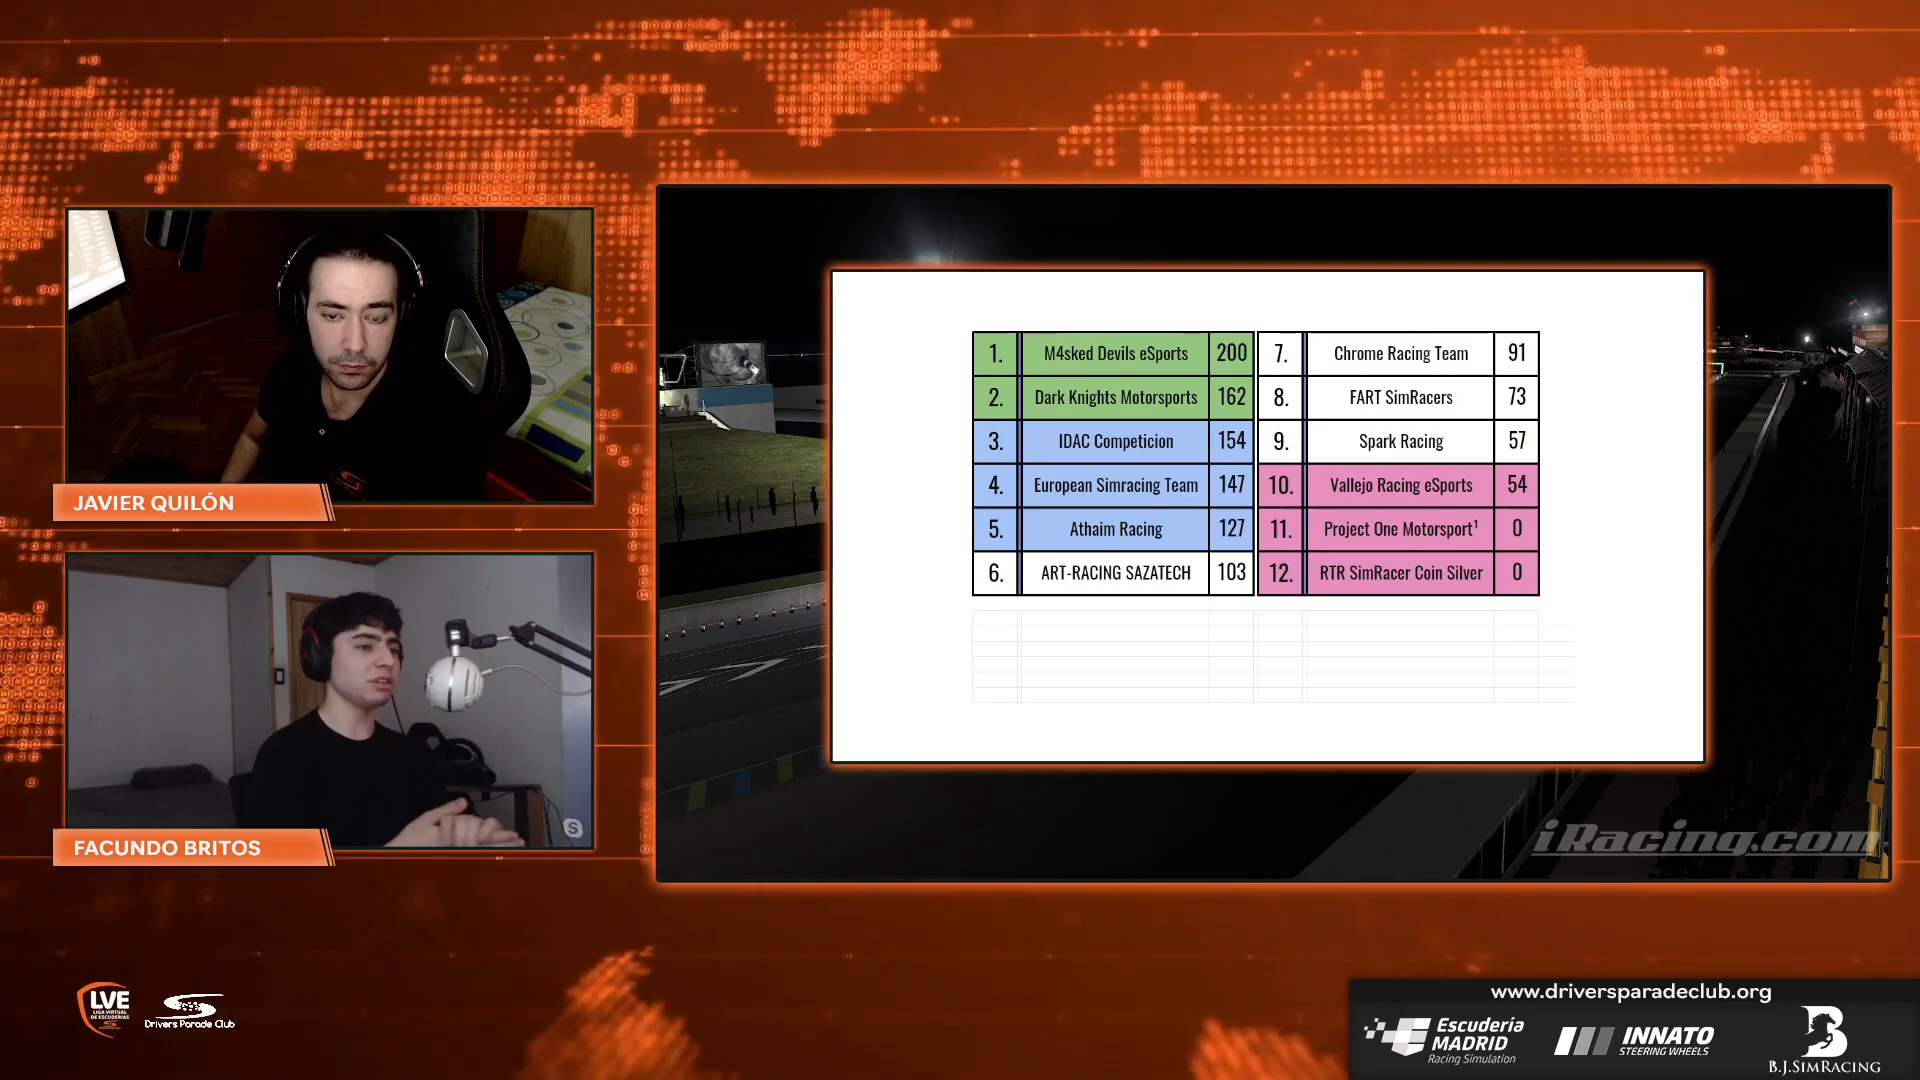 JAVIER QUILÓN
FACUNDO BRITOS
1. M4sked Devils eSports 200
2. Dark Knights Motorsports 162
3. IDAC Competicion 154
4. European Simracing Team 147
5. Athaim Racing 127
6. ART-RACING SAZATECH 103
7. Chrome Racing Team 91
8. FART SimRacers 73
9. Spark Racing 57
10. Vallejo Racing eSports 54
11. Project One Motorsport¹ 0
12. RTR SimRacer Coin Silver 0
iRacing.com
S
LVE
LIGA VIRTUAL
DE ESCUDERIAS
Drivers Parade Club
www.driversparadeclub.org
Escudería
MADRID
Racing Simulation
INNATO
STEERING WHEELS
B
B.J.SIMRACING